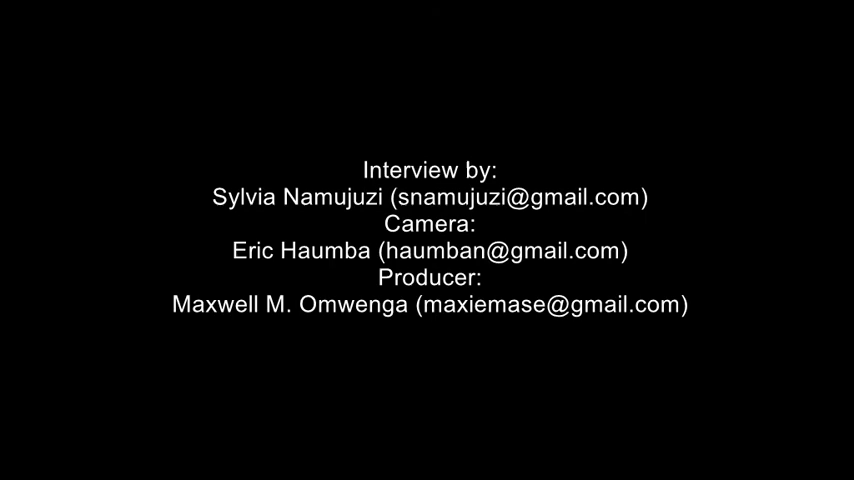 Interview by:
Sylvia Namujuzi (snamujuzi@gmail.com)
Camera:
Eric Haumba (haumban@gmail.com)
Producer:
Maxwell M. Omwenga (maxiemase@gmail.com)